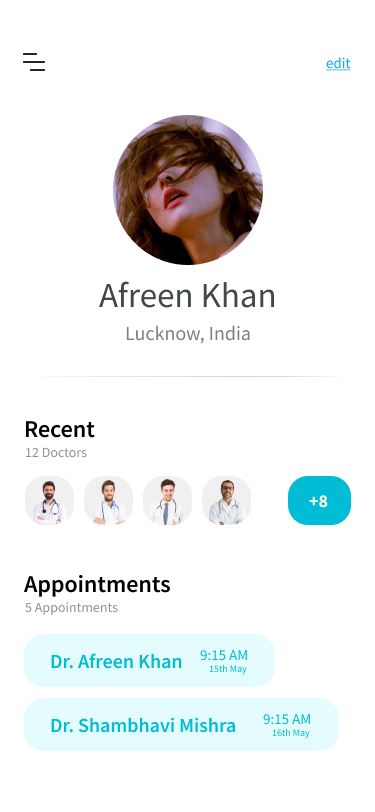 edit
Afreen Khan
Lucknow, India
Recent
12 Doctors
+8
Appointments
5 Appointments
Dr. Afreen Khan
9:15 AM
15th May
Dr. Shambhavi Mishra
9:15 AM
16th May